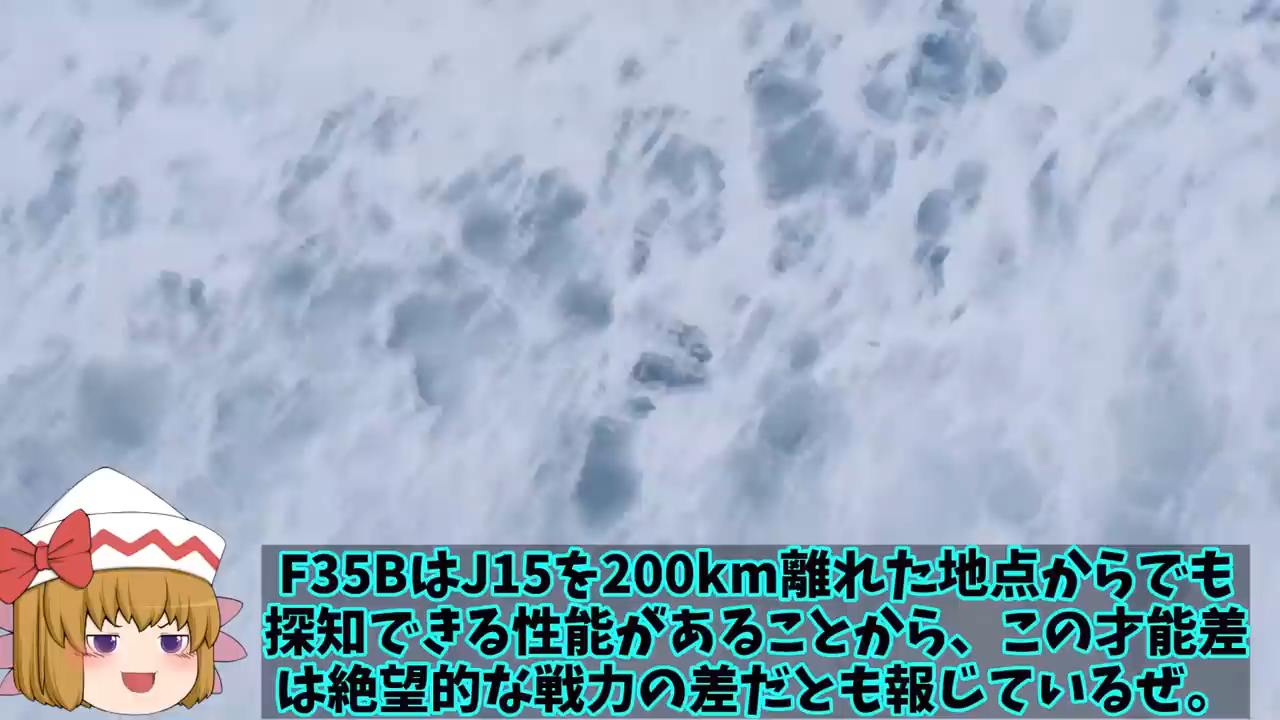 F35BはJ15を200km離れた地点からでも
探知できる性能があることから、この才能差
は絶望的な戦力の差だとも報じているぜ。